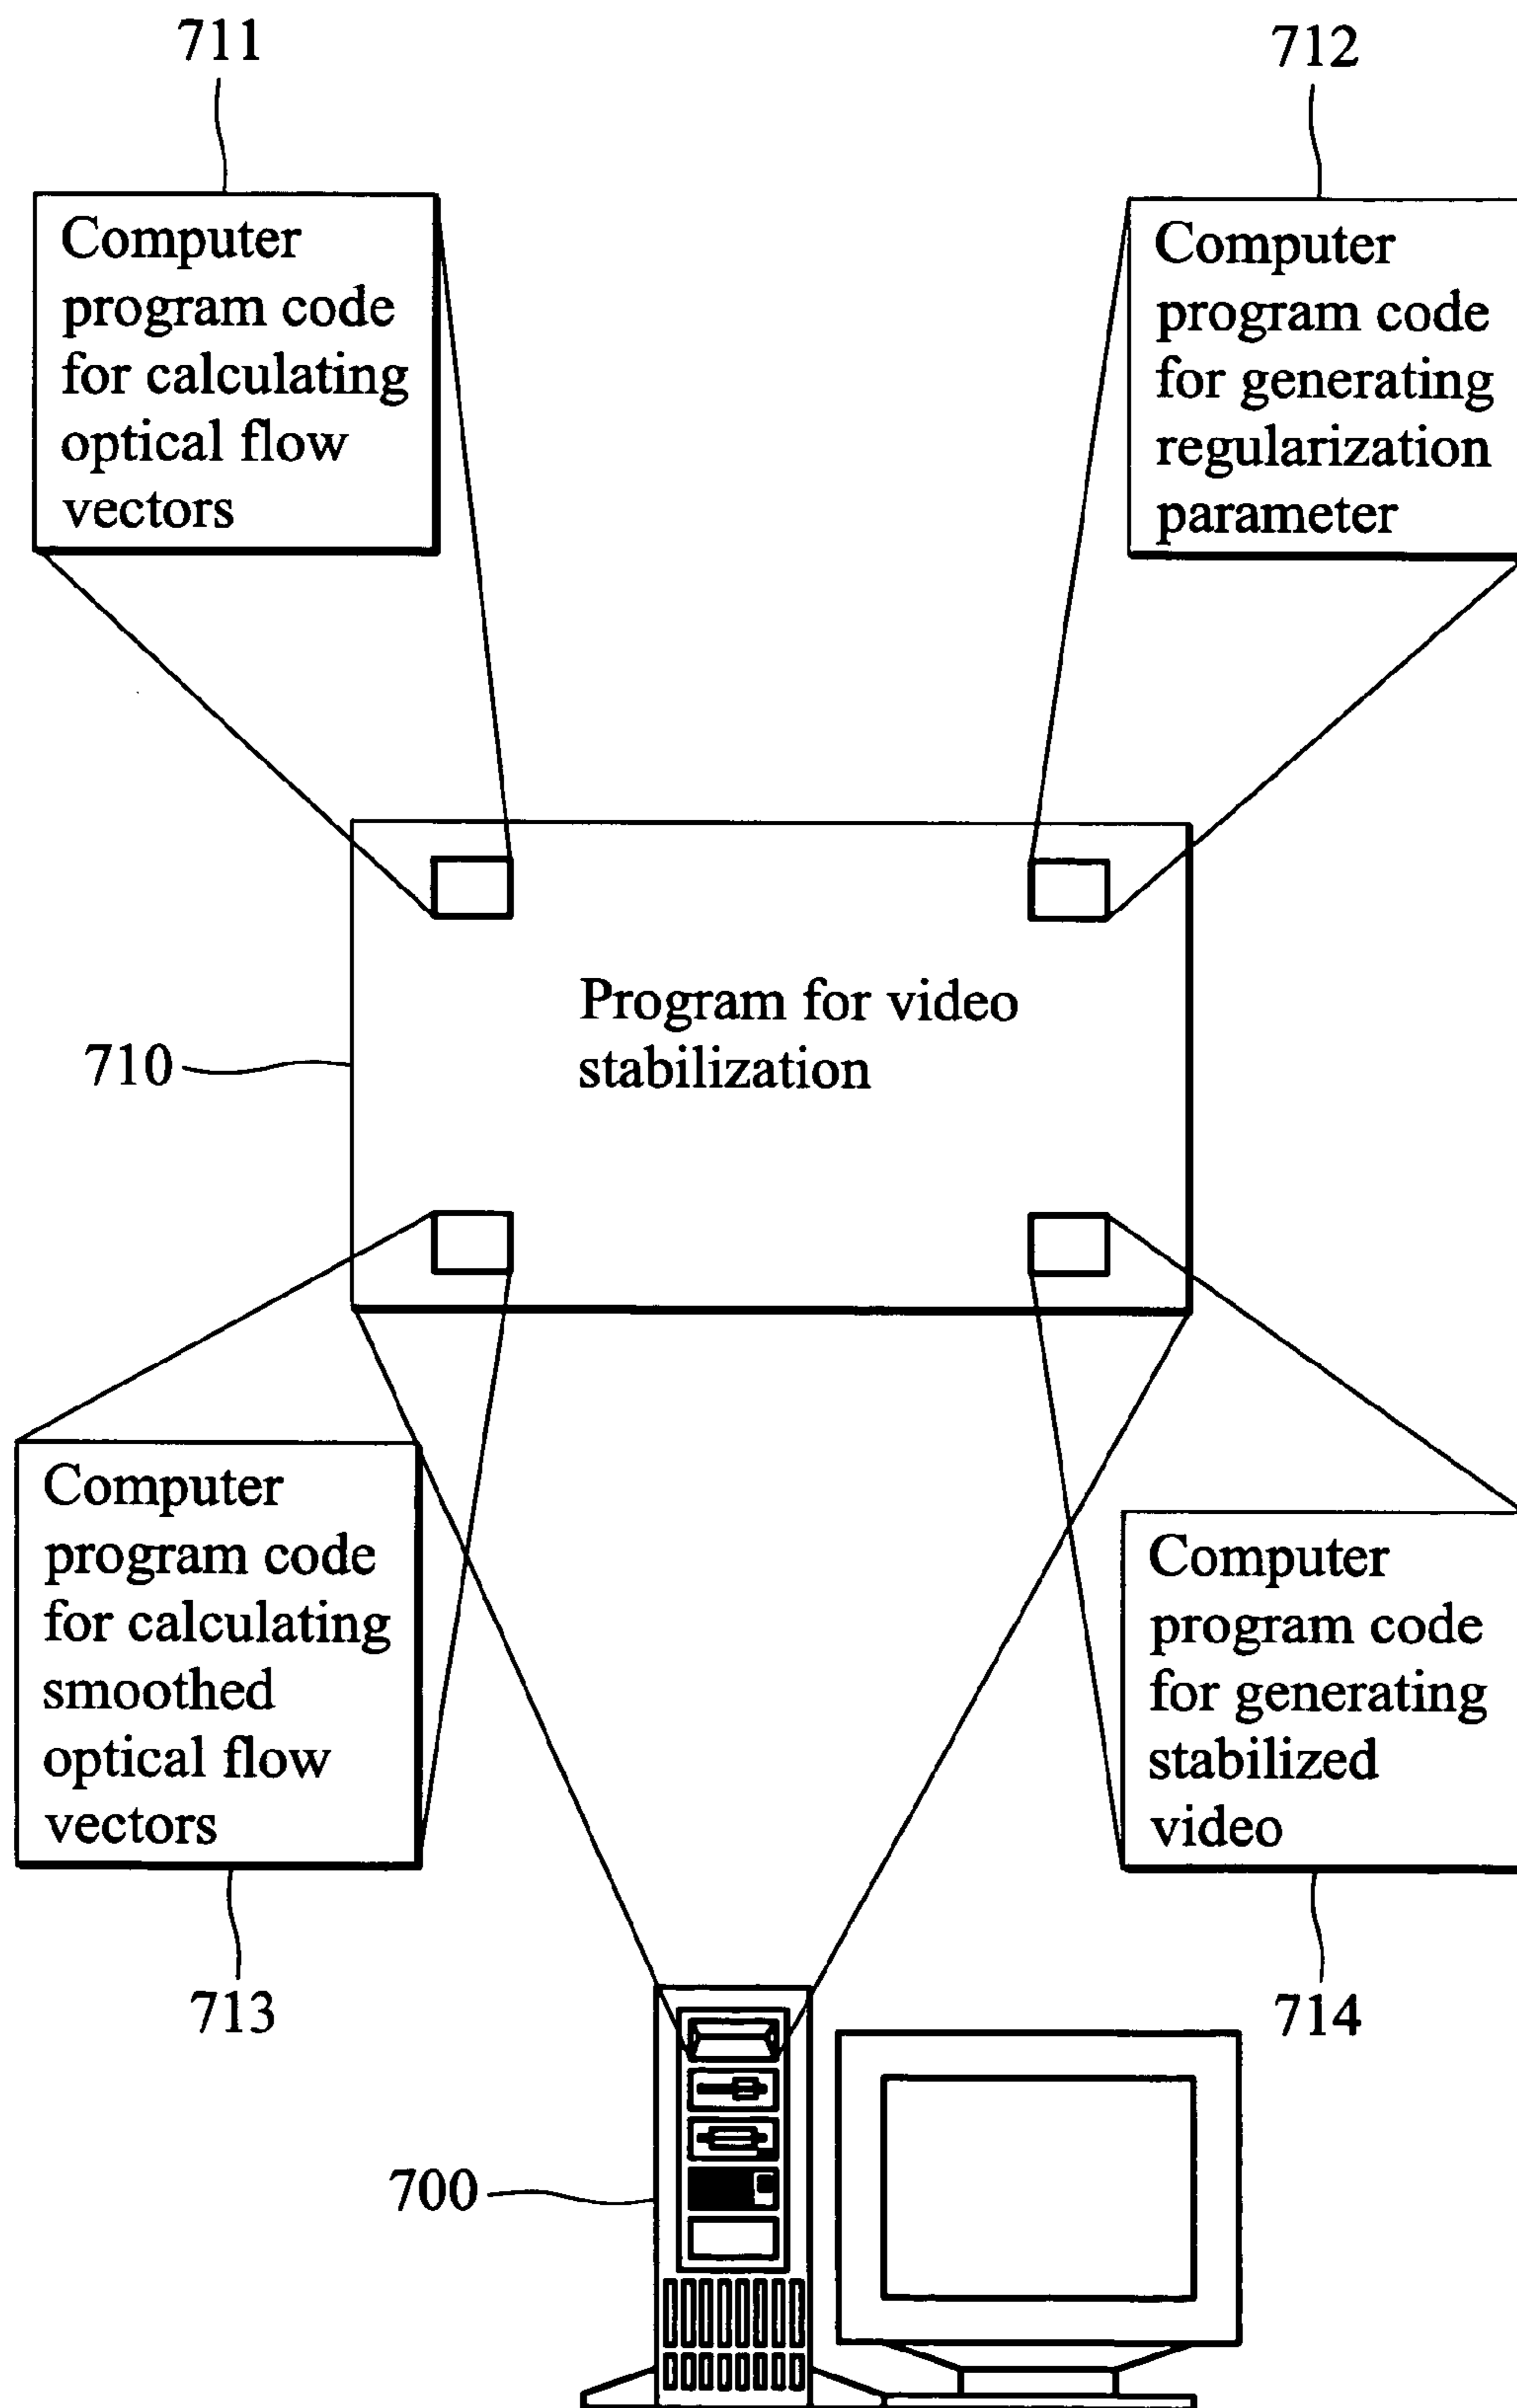 711
712
Computer
program code
for calculating
optical flow
vectors
Computer
program code
for generating
regularization
parameter
Program for video
stabilization
710
Computer
program code
for calculating
smoothed
optical flow
vectors
Computer
program code
for generating
stabilized
video
713
714
700